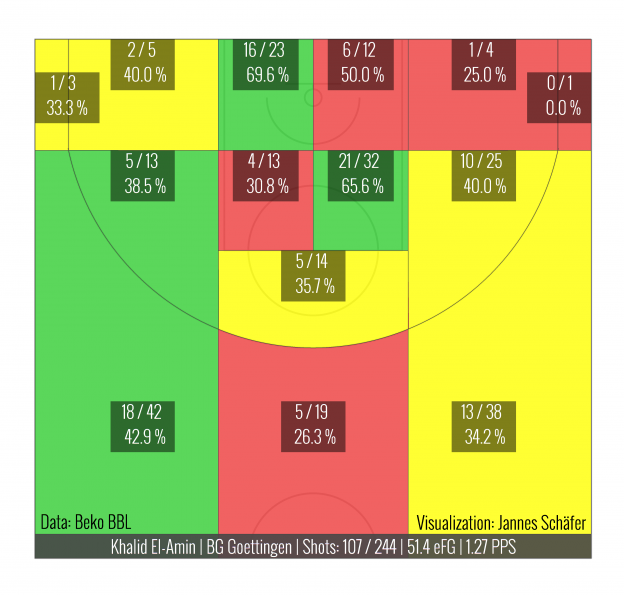 2 / 5
40.0 %
16 / 23
69.6 %
6 / 12
50.0 %
1 / 4
25.0 %
1 / 3
33.3 %
0 / 1
0.0 %
5 / 13
38.5 %
4 / 13
30.8 %
21 / 32
65.6 %
10 / 25
40.0 %
5 / 14
35.7 %
18 / 42
42.9 %
5 / 19
26.3 %
13 / 38
34.2 %
Data: Beko BBL
Visualization: Jannes Schäfer
Khalid El-Amin | BG Goettingen | Shots: 107 / 244 | 51.4 eFG | 1.27 PPS